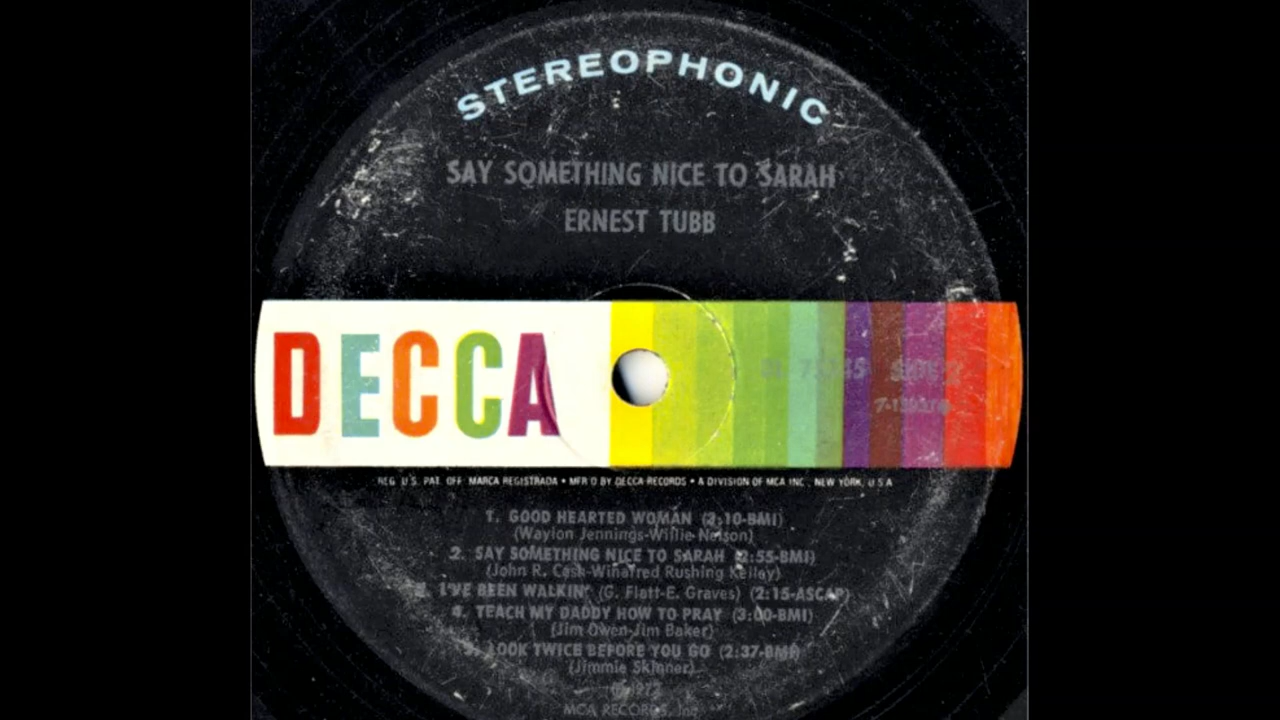 STEREOPHONIC
SAY SOMETHING NICE TO SARAH
ERNEST TUBB
DECCA
SIDE
REG. U.S. PAT. OFF. MARCA REGISTRADA • MFR'D BY DECCA RECORDS • A DIVISION OF MCA INC., NEW YORK, U.S.A
1. GOOD HEARTED WOMAN (3:10-BMI)
(Waylon Jennings-Willie Nelson)
2. SAY SOMETHING NICE TO SARAH (2:55-BMI)
(John R. Cash-Winafred Rushing Kelley)
I'VE BEEN WALKIN' (G. Flatt-E. Graves) (2:15-ASCAP)
4. TEACH MY DADDY HOW TO PRAY (3:00-BMI)
(Jim Owen-Jim Baker)
LOOK TWICE BEFORE YOU GO (2:37-BMI)
(Jimmie Skinner)
MCA RECORDS, Inc.